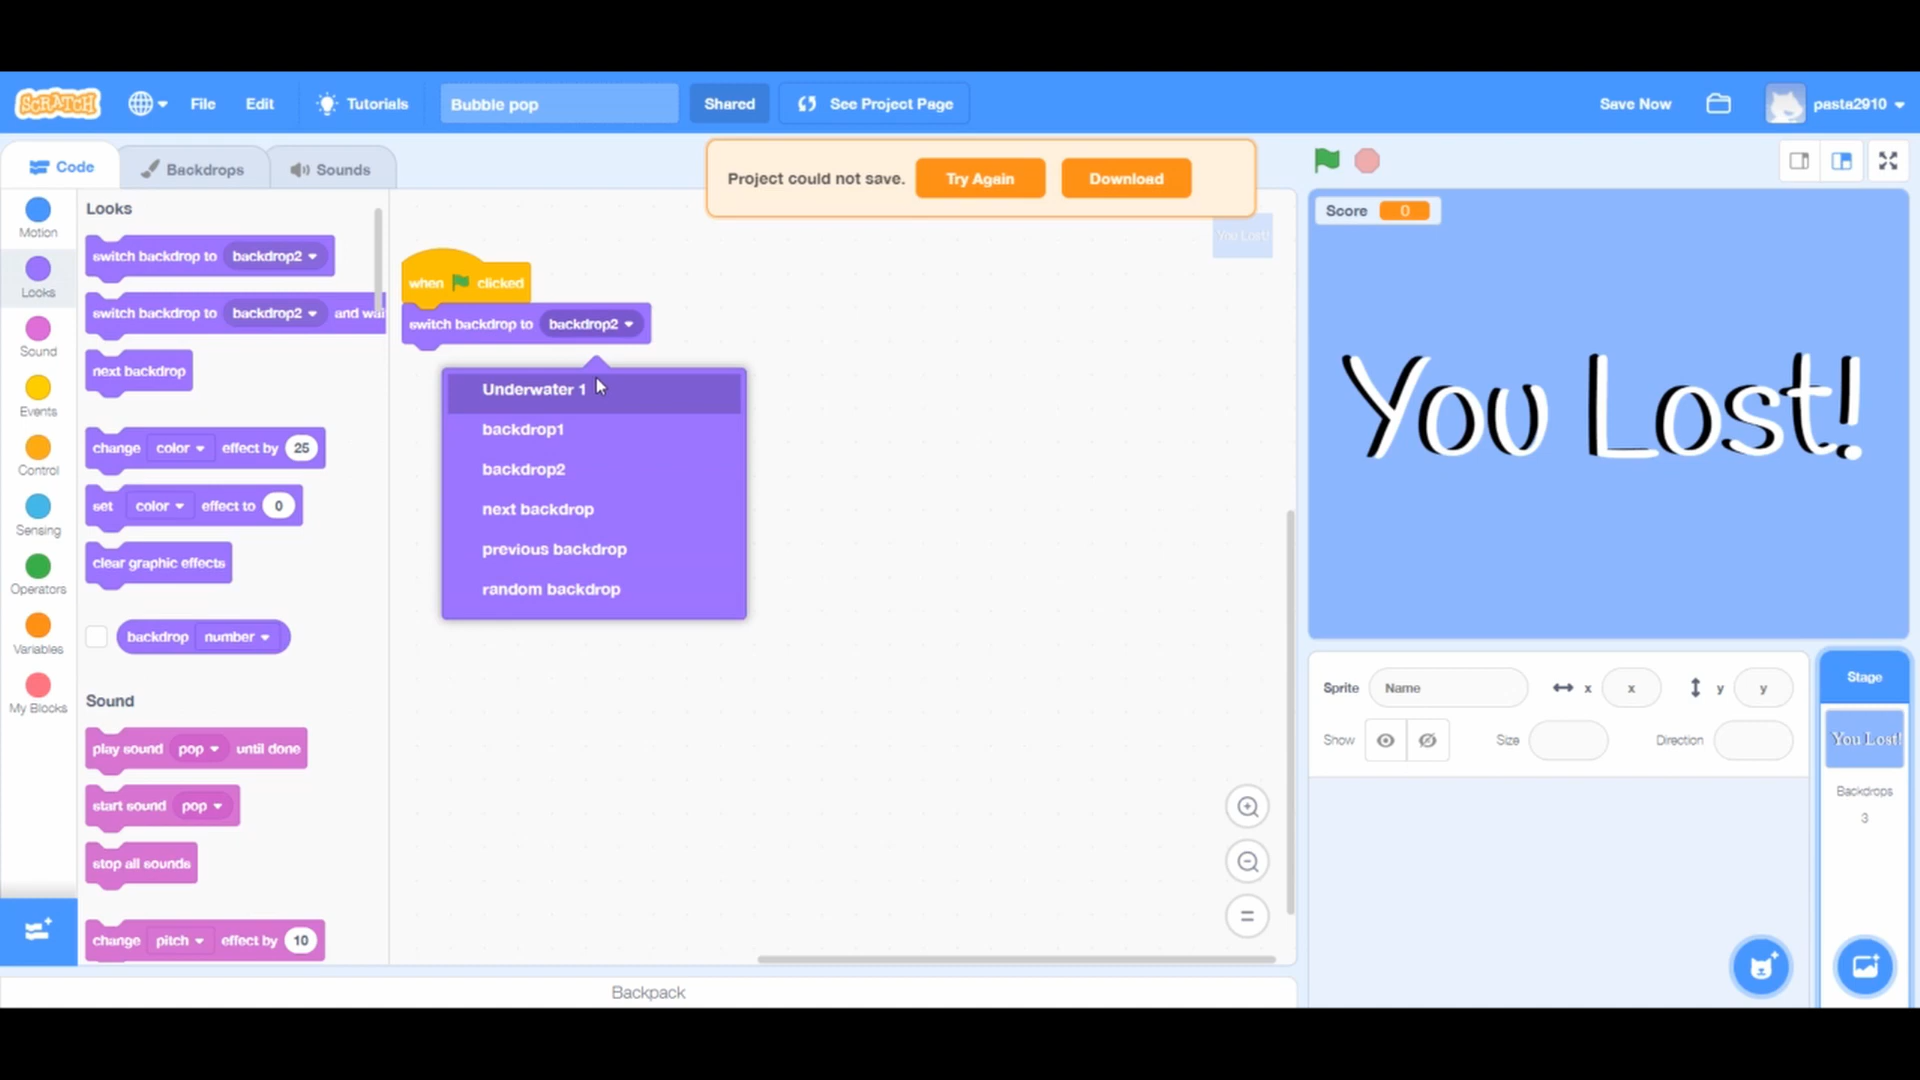 SCRATCH File Edit Tutorials Bubble pop Shared See Project Page Save Now pasta2910
Code Backdrops Sounds
Project could not save. Try Again Download
Motion
Looks
Sound
Events
Control
Sensing
Operators
Variables
My Blocks
Looks
switch backdrop to backdrop2
switch backdrop to backdrop2 and wai
next backdrop
change color effect by 25
set color effect to 0
clear graphic effects
backdrop number
Sound
play sound pop until done
start sound pop
stop all sounds
change pitch effect by 10
You Lost!
when clicked
switch backdrop to backdrop2
Underwater 1
backdrop1
backdrop2
next backdrop
previous backdrop
random backdrop
Backpack
Score 0
You Lost!
Sprite Name x x y y
Show Size Direction
Stage
You Lost!
Backdrops
3